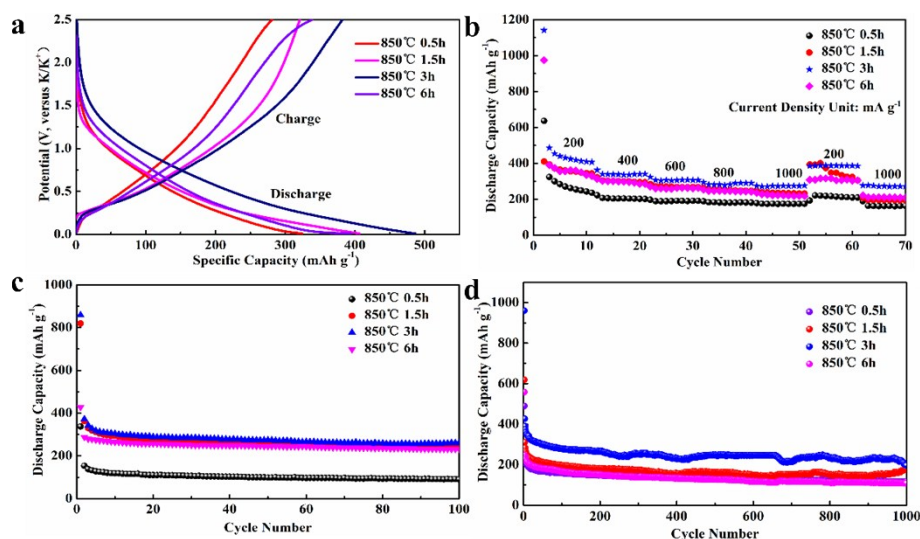 a
2.5
2.0
1.5
1.0
0.5
0.0
Potential (V, versus K/K⁺)
850℃ 0.5h
850℃ 1.5h
850℃ 3h
850℃ 6h
Charge
Discharge
0 100 200 300 400 500
Specific Capacity (mAh g⁻¹)
b
1200
1000
800
600
400
200
0
Discharge Capacity (mAh g⁻¹)
850℃ 0.5h
850℃ 1.5h
850℃ 3h
850℃ 6h
Current Density Unit: mA g⁻¹
200
400
600
800
1000
200
1000
0 10 20 30 40 50 60 70
Cycle Number
c
1000
800
600
400
200
0
Discharge Capacity (mAh g⁻¹)
850℃ 0.5h
850℃ 1.5h
850℃ 3h
850℃ 6h
0 20 40 60 80 100
Cycle Number
d
1000
800
600
400
200
0
Discharge Capacity (mAh g⁻¹)
850℃ 0.5h
850℃ 1.5h
850℃ 3h
850℃ 6h
0 200 400 600 800 1000
Cycle Number